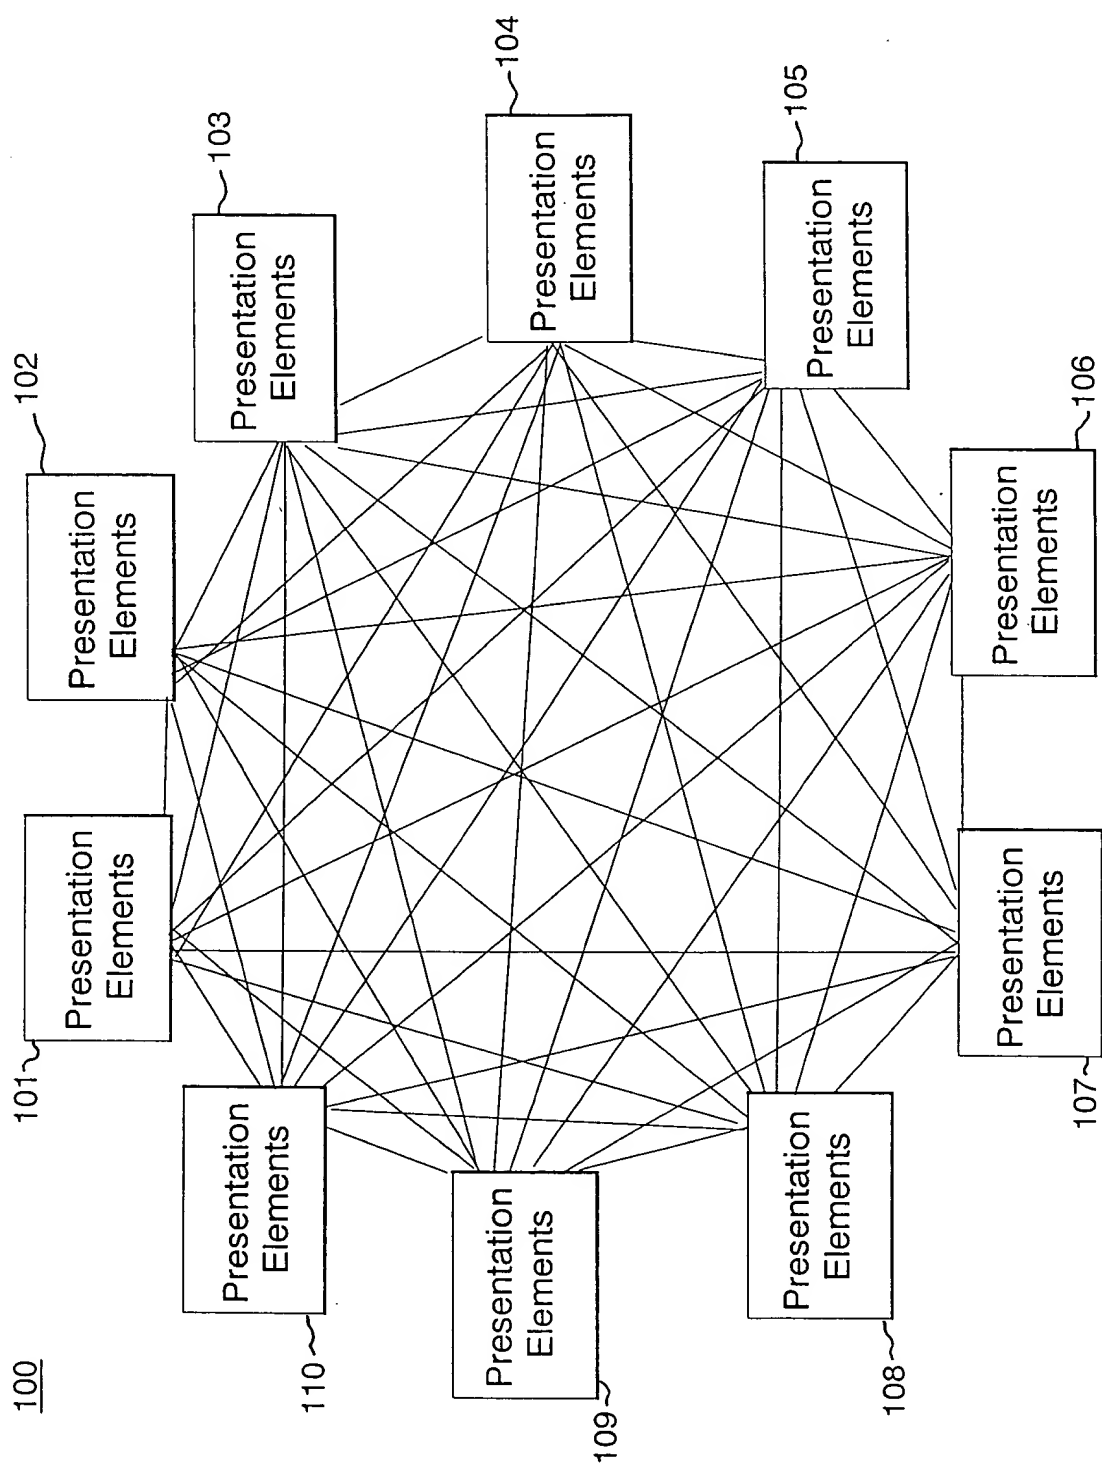 100
101
Presentation
Elements
102
Presentation
Elements
103
Presentation
Elements
104
Presentation
Elements
105
Presentation
Elements
106
Presentation
Elements
107
Presentation
Elements
108
Presentation
Elements
109
Presentation
Elements
110
Presentation
Elements